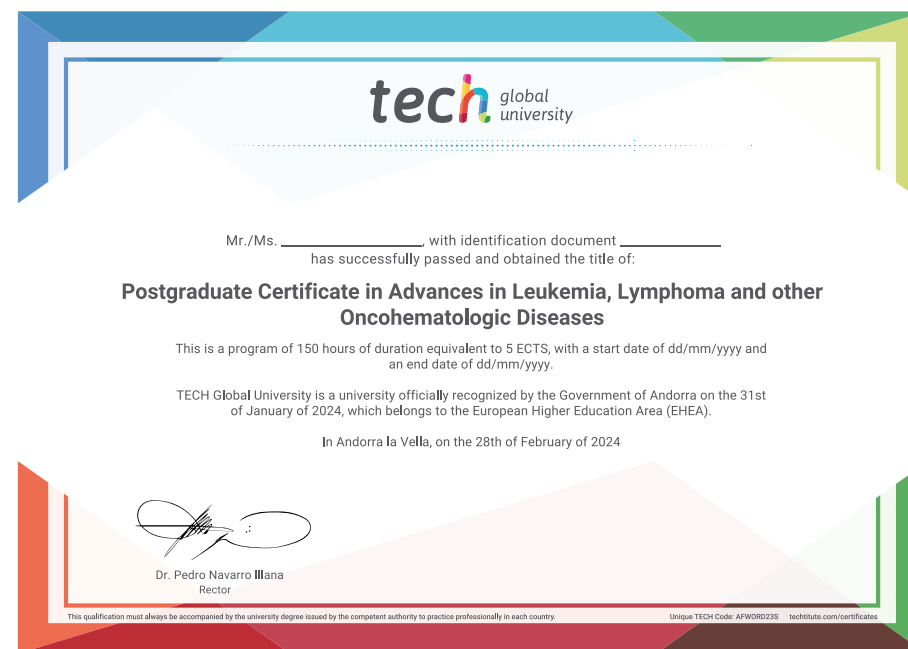 tech global
university
Mr./Ms. ____________, with identification document ____________
has successfully passed and obtained the title of:
Postgraduate Certificate in Advances in Leukemia, Lymphoma and other
Oncohematologic Diseases
This is a program of 150 hours of duration equivalent to 5 ECTS, with a start date of dd/mm/yyyy and
an end date of dd/mm/yyyy.
TECH Global University is a university officially recognized by the Government of Andorra on the 31st
of January of 2024, which belongs to the European Higher Education Area (EHEA).
In Andorra la Vella, on the 28th of February of 2024
Dr. Pedro Navarro Illana
Rector
This qualification must always be accompanied by the university degree issued by the competent authority to practice professionally in each country.
Unique TECH Code: AFWORD23S techtitute.com/certificates